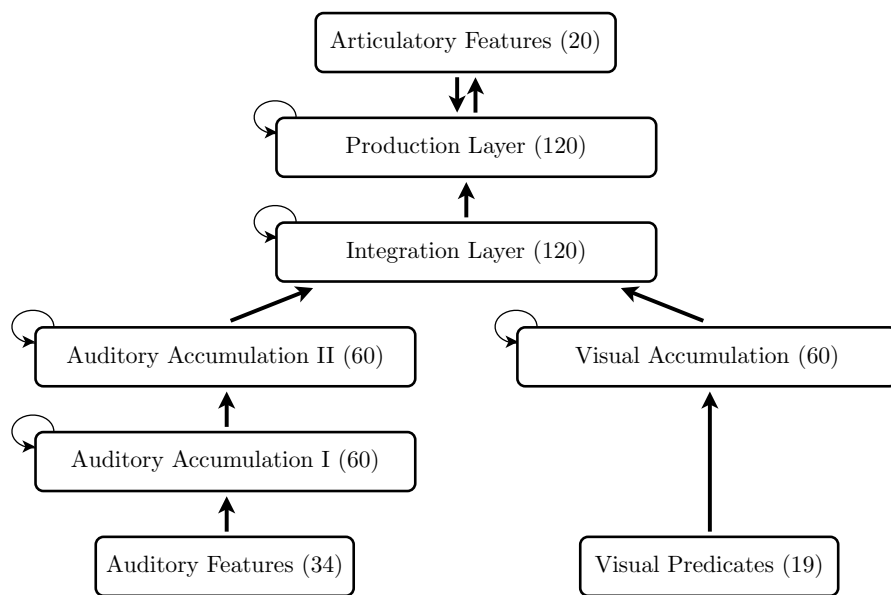 Articulatory Features (20)
Production Layer (120)
Integration Layer (120)
Auditory Accumulation II (60)
Visual Accumulation (60)
Auditory Accumulation I (60)
Auditory Features (34)
Visual Predicates (19)